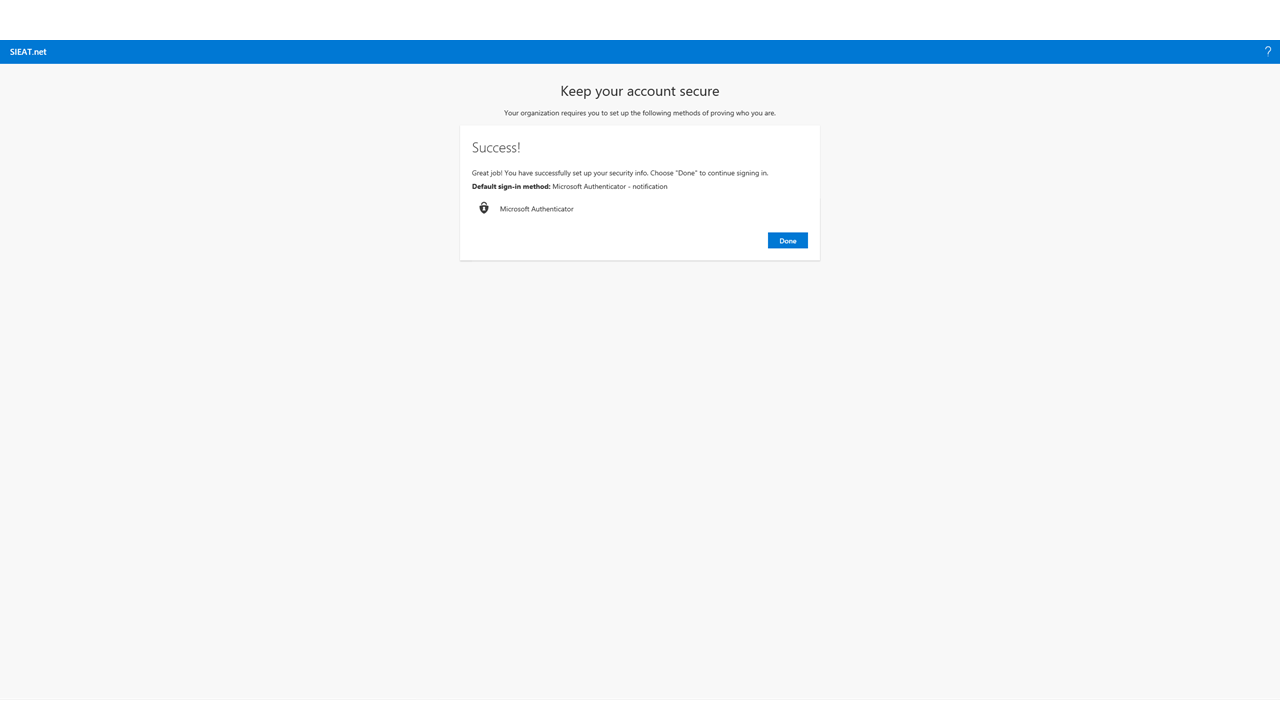 SIEAT.net
?
Keep your account secure
Your organization requires you to set up the following methods of proving who you are.
Success!
Great job! You have successfully set up your security info. Choose "Done" to continue signing in.
Default sign-in method: Microsoft Authenticator - notification
Microsoft Authenticator
Done